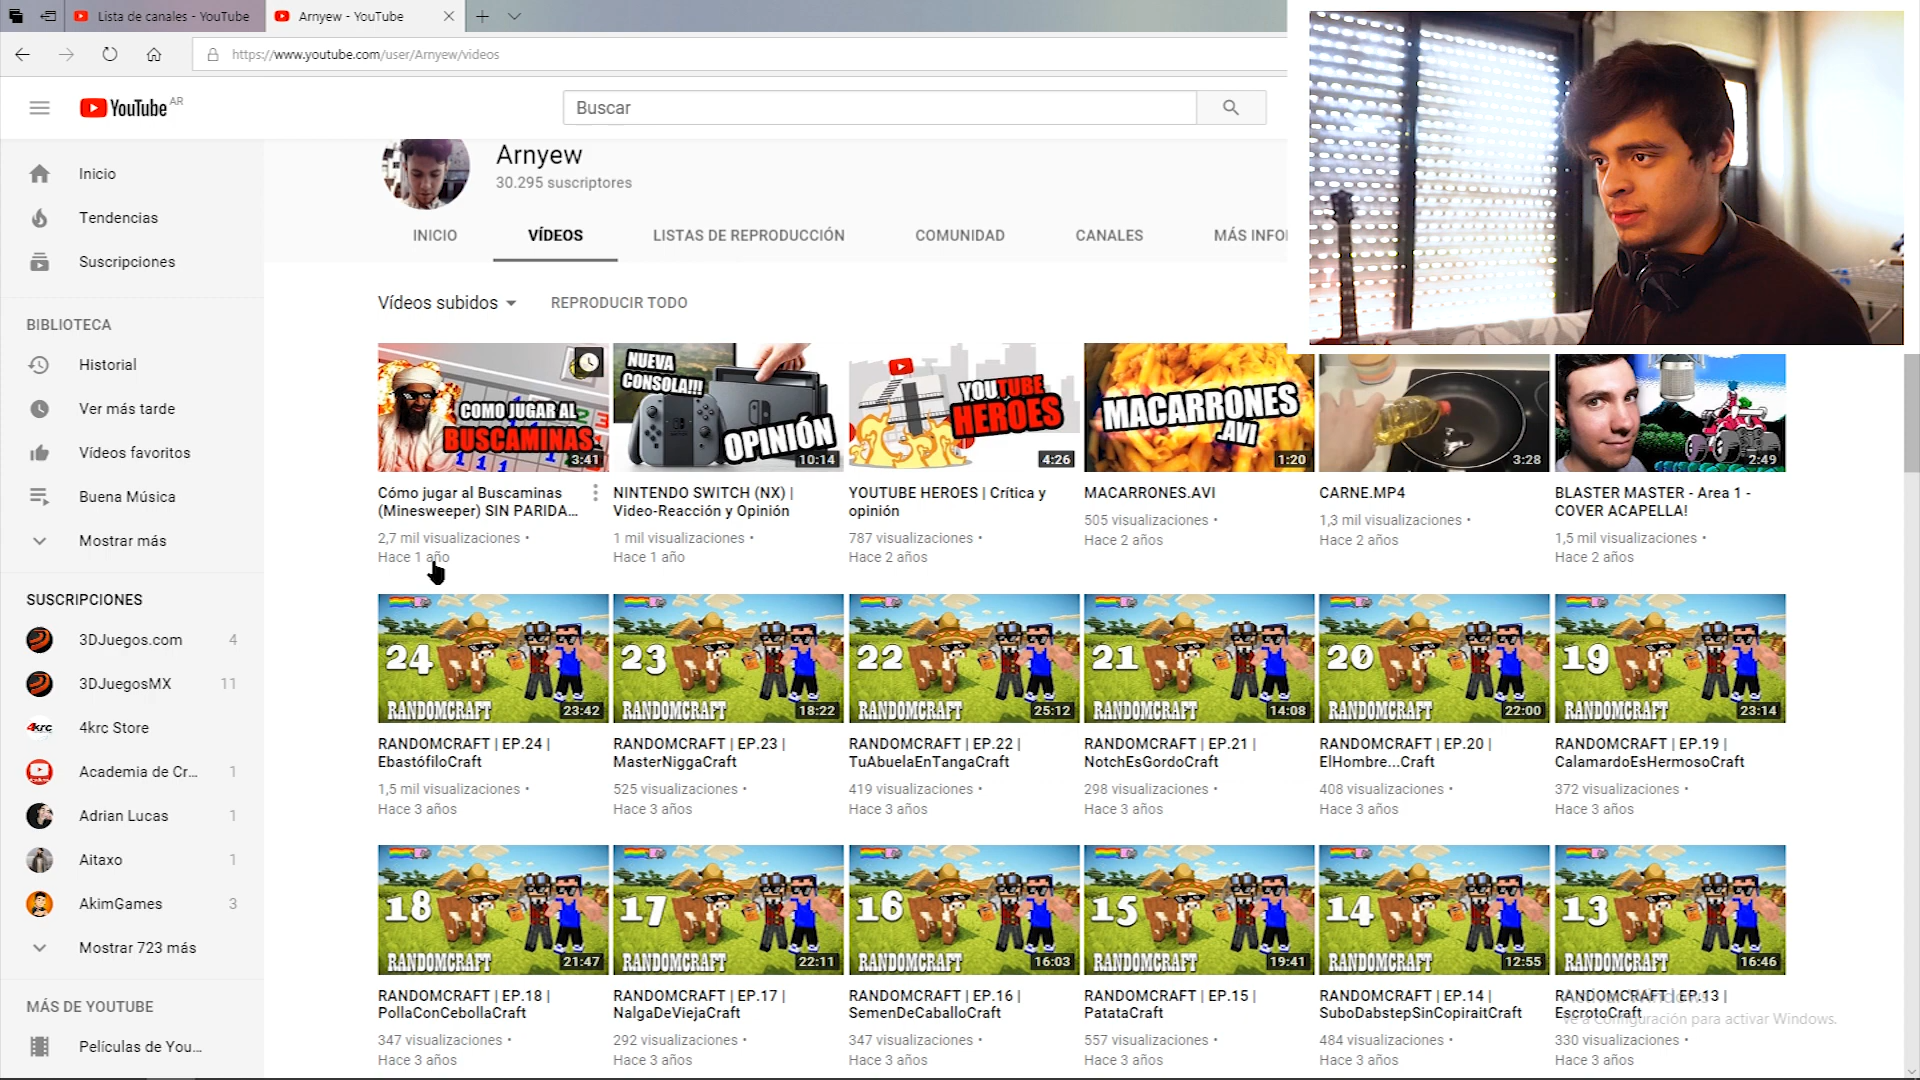 Lista de canales - YouTube
Arnyew - YouTube
https://www.youtube.com/user/Arnyew/videos
YouTube AR
Buscar
Inicio
Tendencias
Suscripciones
BIBLIOTECA
Historial
Ver más tarde
Vídeos favoritos
Buena Música
Mostrar más
SUSCRIPCIONES
3DJuegos.com 4
3DJuegosMX 11
4krc 4krc Store
Academia de Cr... 1
Adrian Lucas 1
Aitaxo 1
AkimGames 3
Mostrar 723 más
MÁS DE YOUTUBE
Películas de You...
Arnyew
30.295 suscriptores
INICIO VÍDEOS LISTAS DE REPRODUCCIÓN COMUNIDAD CANALES MÁS INFO
Vídeos subidos REPRODUCIR TODO
COMO JUGAR AL
BUSCAMINAS
3:41
NUEVA
CONSOLA!!!
OPINIÓN
10:14
YOUTUBE
HEROES
4:26
MACARRONES
.AVI
1:20
3:28
2:49
Cómo jugar al Buscaminas
(Minesweeper) SIN PARIDA...
2,7 mil visualizaciones •
Hace 1 año
NINTENDO SWITCH (NX) |
Video-Reacción y Opinión
1 mil visualizaciones •
Hace 1 año
YOUTUBE HEROES | Crítica y
opinión
787 visualizaciones •
Hace 2 años
MACARRONES.AVI
505 visualizaciones •
Hace 2 años
CARNE.MP4
1,3 mil visualizaciones •
Hace 2 años
BLASTER MASTER - Area 1 -
COVER ACAPELLA!
1,5 mil visualizaciones •
Hace 2 años
24
RANDOMCRAFT 23:42
23
RANDOMCRAFT 18:22
22
RANDOMCRAFT 25:12
21
RANDOMCRAFT 14:08
20
RANDOMCRAFT 22:00
19
RANDOMCRAFT 23:14
RANDOMCRAFT | EP.24 |
EbastófiloCraft
1,5 mil visualizaciones •
Hace 3 años
RANDOMCRAFT | EP.23 |
MasterNiggaCraft
525 visualizaciones •
Hace 3 años
RANDOMCRAFT | EP.22 |
TuAbuelaEnTangaCraft
419 visualizaciones •
Hace 3 años
RANDOMCRAFT | EP.21 |
NotchEsGordoCraft
298 visualizaciones •
Hace 3 años
RANDOMCRAFT | EP.20 |
ElHombre...Craft
408 visualizaciones •
Hace 3 años
RANDOMCRAFT | EP.19 |
CalamardoEsHermosoCraft
372 visualizaciones •
Hace 3 años
18
RANDOMCRAFT 21:47
17
RANDOMCRAFT 22:11
16
RANDOMCRAFT 16:03
15
RANDOMCRAFT 19:41
14
RANDOMCRAFT 12:55
13
RANDOMCRAFT 16:46
RANDOMCRAFT | EP.18 |
PollaConCebollaCraft
347 visualizaciones •
Hace 3 años
RANDOMCRAFT | EP.17 |
NalgaDeViejaCraft
292 visualizaciones •
Hace 3 años
RANDOMCRAFT | EP.16 |
SemenDeCaballoCraft
347 visualizaciones •
Hace 3 años
RANDOMCRAFT | EP.15 |
PatataCraft
557 visualizaciones •
Hace 3 años
RANDOMCRAFT | EP.14 |
SuboDabstepSinCopiraitCraft
484 visualizaciones •
Hace 3 años
RANDOMCRAFT | EP.13 |
EscrotoCraft
330 visualizaciones •
Hace 3 años
Activar Windows
Ve a Configuración para activar Windows.